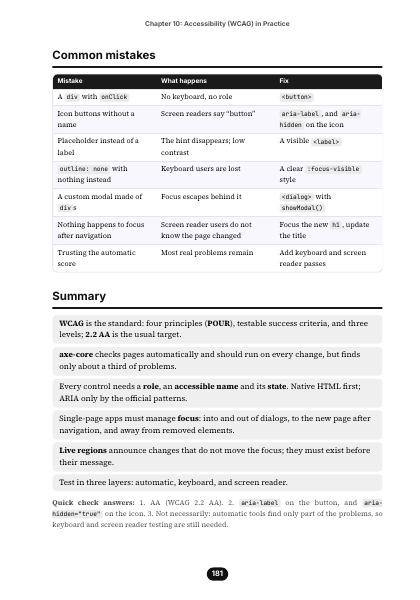 Chapter 10: Accessibility (WCAG) in Practice
Common mistakes
Mistake What happens Fix
A div with onClick No keyboard, no role <button>
Icon buttons without a name Screen readers say “button” aria-label, and aria-hidden on the icon
Placeholder instead of a label The hint disappears; low contrast A visible <label>
outline: none with nothing instead Keyboard users are lost A clear :focus-visible style
A custom modal made of divs Focus escapes behind it <dialog> with showModal()
Nothing happens to focus after navigation Screen reader users do not know the page changed Focus the new h1, update the title
Trusting the automatic score Most real problems remain Add keyboard and screen reader passes
Summary
WCAG is the standard: four principles (POUR), testable success criteria, and three
levels; 2.2 AA is the usual target.
axe-core checks pages automatically and should run on every change, but finds
only about a third of problems.
Every control needs a role, an accessible name and its state. Native HTML first;
ARIA only by the official patterns.
Single-page apps must manage focus: into and out of dialogs, to the new page after
navigation, and away from removed elements.
Live regions announce changes that do not move the focus; they must exist before
their message.
Test in three layers: automatic, keyboard, and screen reader.
Quick check answers: 1. AA (WCAG 2.2 AA). 2. aria-label on the button, and aria-
hidden="true" on the icon. 3. Not necessarily: automatic tools find only part of the problems, so
keyboard and screen reader testing are still needed.
181